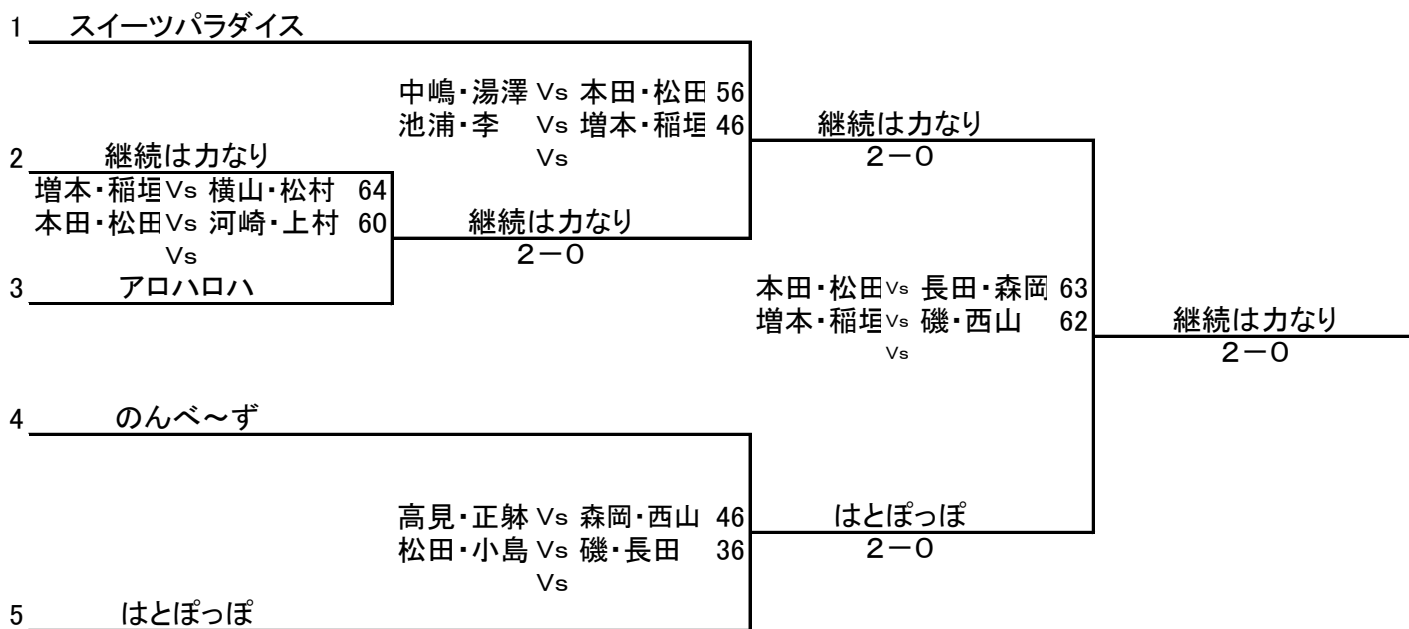 1 スイーツパラダイス
中嶋・湯澤 Vs 本田・松田 56
池浦・李 Vs 増本・稲垣 46
Vs
継続は力なり
2－0
2 継続は力なり
増本・稲垣 Vs 横山・松村 64
本田・松田 Vs 河崎・上村 60
Vs
継続は力なり
2－0
3 アロハロハ
本田・松田 Vs 長田・森岡 63
増本・稲垣 Vs 磯・西山 62
Vs
継続は力なり
2－0
4 のんべ～ず
高見・正躰 Vs 森岡・西山 46
松田・小島 Vs 磯・長田 36
Vs
はとぽっぽ
2－0
5 はとぽっぽ